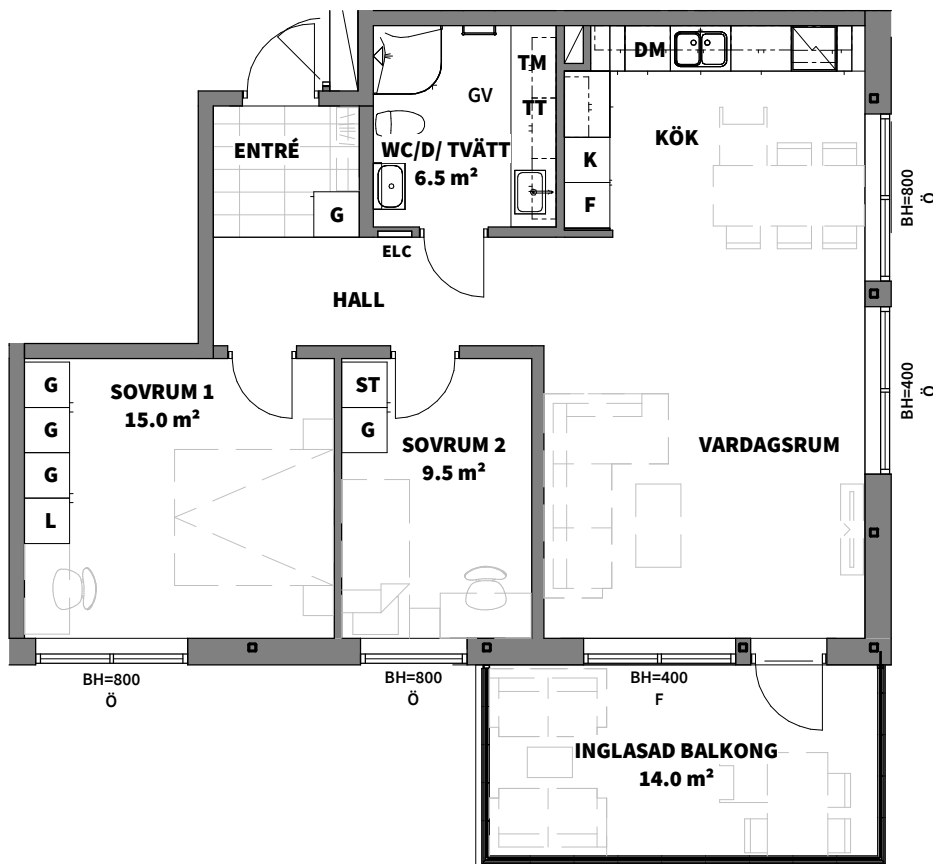 DM
TM
GV
TT
KÖK
ENTRÉ
WC/D/ TVÄTT
6.5 m²
K
F
G
BH=800
Ö
ELC
HALL
G
G
G
L
SOVRUM 1
15.0 m²
ST
G
SOVRUM 2
9.5 m²
VARDAGSRUM
BH=400
Ö
BH=800
Ö
BH=800
Ö
BH=400
F
INGLASAD BALKONG
14.0 m²